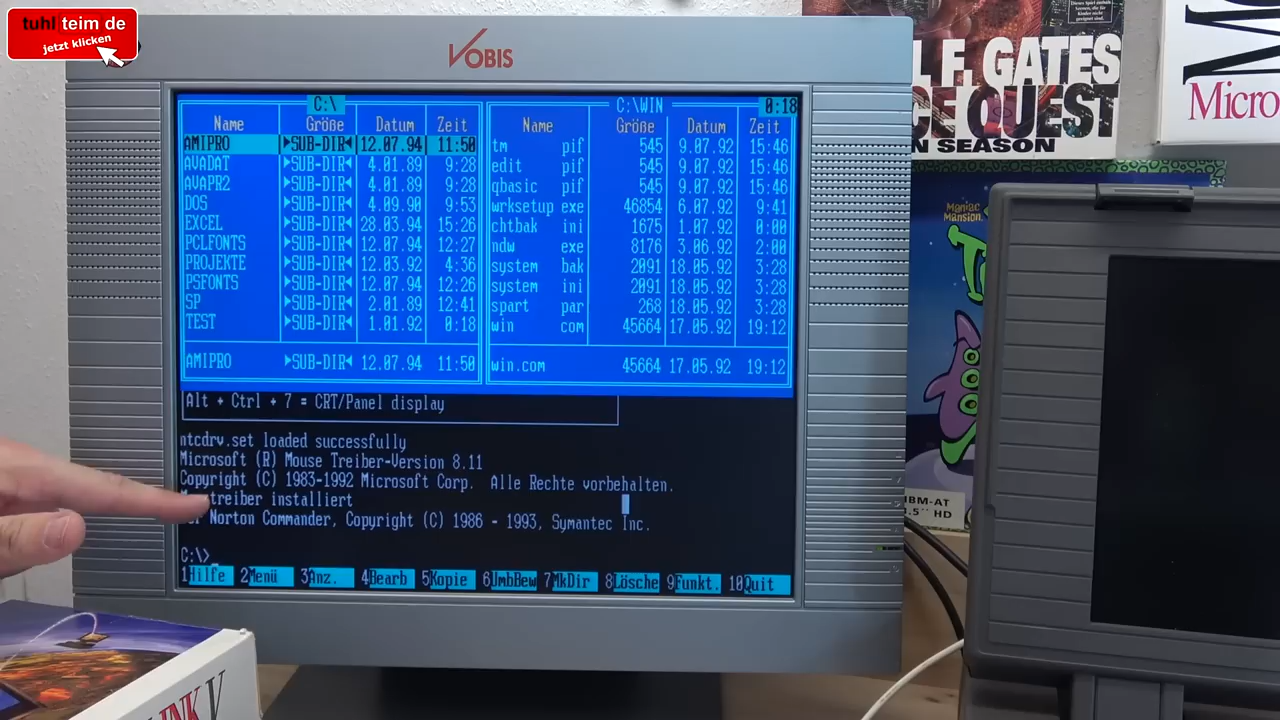 tuhlteim de
jetzt klicken
VOBIS
C:\
Name Größe Datum Zeit
AMIPRO ►SUB-DIR◄ 12.07.94 11:50
AVADAT ►SUB-DIR◄ 4.01.89 9:28
AVAPR2 ►SUB-DIR◄ 4.01.89 9:28
DOS ►SUB-DIR◄ 4.09.90 9:53
EXCEL ►SUB-DIR◄ 28.03.94 15:26
PCLFONTS ►SUB-DIR◄ 12.07.94 12:27
PROJEKTE ►SUB-DIR◄ 12.03.92 4:36
PSFONTS ►SUB-DIR◄ 12.07.94 12:26
SP ►SUB-DIR◄ 2.01.89 12:41
TEST ►SUB-DIR◄ 1.01.92 0:18
AMIPRO ►SUB-DIR◄ 12.07.94 11:50
C:\WIN 0:18
Name Größe Datum Zeit
tm pif 545 9.07.92 15:46
edit pif 545 9.07.92 15:46
qbasic pif 545 9.07.92 15:46
wrksetup exe 46854 6.07.92 9:41
chtbak ini 1675 1.07.92 0:00
ndw exe 8176 3.06.92 2:00
system bak 2091 18.05.92 3:28
system ini 2091 18.05.92 3:28
spart par 268 18.05.92 3:28
win com 45664 17.05.92 19:12
win.com 45664 17.05.92 19:12
Alt + Ctrl + 7 = CRT/Panel display
ntcdrv.set loaded successfully
Microsoft (R) Mouse Treiber-Version 8.11
Copyright (C) 1983-1992 Microsoft Corp. Alle Rechte vorbehalten.
treiber installiert
Norton Commander, Copyright (C) 1986 - 1993, Symantec Inc.
C:\>
1Hilfe 2Menü 3Anz. 4Bearb 5Kopie 6UmbBew 7MkDir 8Lösche 9Funkt. 10Quit
L F. GATES
CE QUEST
N SEASON
Micro
Maniac
Mansion
IBM-AT
HD
V